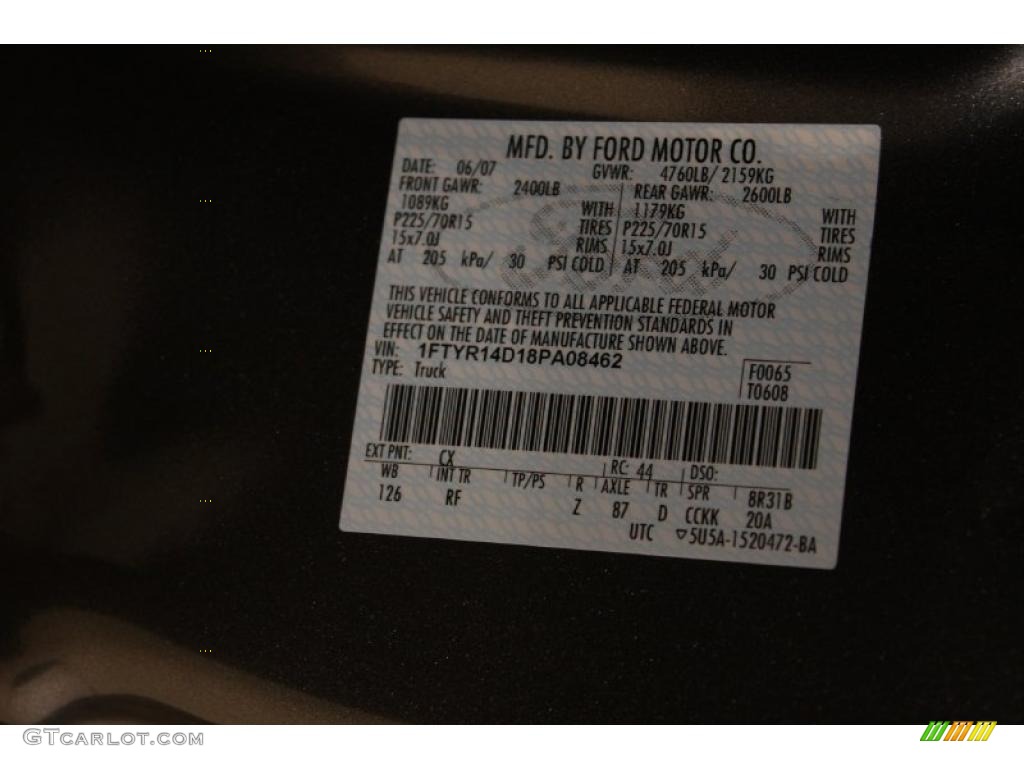 MFD. BY FORD MOTOR CO.
DATE: 06/07 GVWR: 4760LB/ 2159KG
FRONT GAWR: 2400LB REAR GAWR: 2600LB
1089KG WITH 1179KG WITH
P225/70R15 TIRES P225/70R15 TIRES
15x7.0J RIMS 15x7.0J RIMS
AT 205 kPa/ 30 PSI COLD AT 205 kPa/ 30 PSI COLD
THIS VEHICLE CONFORMS TO ALL APPLICABLE FEDERAL MOTOR
VEHICLE SAFETY AND THEFT PREVENTION STANDARDS IN
EFFECT ON THE DATE OF MANUFACTURE SHOWN ABOVE.
VIN: 1FTYR14D18PA08462
TYPE: Truck
F0065
T0608
EXT PNT: CX RC: 44 DSO:
WB INT TR TP/PS R AXLE TR SPR 8R31B
126 RF Z 87 D CCKK 20A
UTC ▽5U5A-1520472-BA
GTCARLOT.COM